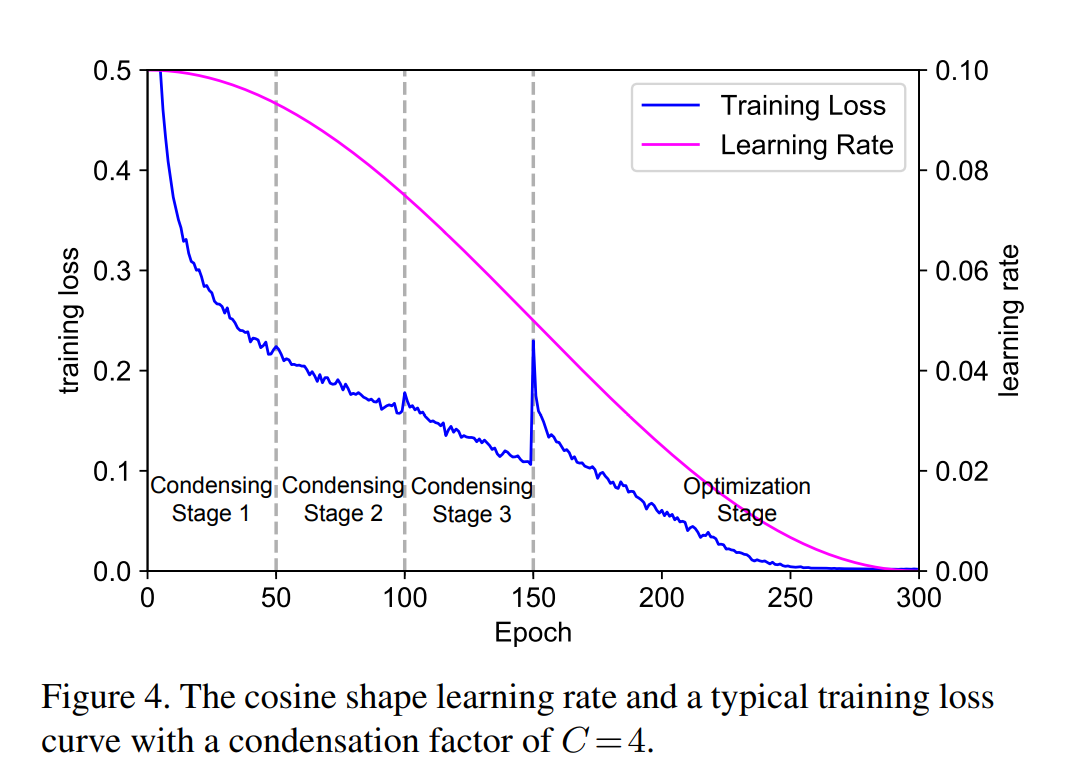 0.5
0.4
0.3
0.2
0.1
0.0
training loss
0.10
0.08
0.06
0.04
0.02
0.00
learning rate
Training Loss
Learning Rate
Condensing
Stage 1
Condensing
Stage 2
Condensing
Stage 3
Optimization
Stage
0 50 100 150 200 250 300
Epoch
Figure 4. The cosine shape learning rate and a typical training loss
curve with a condensation factor of C=4.